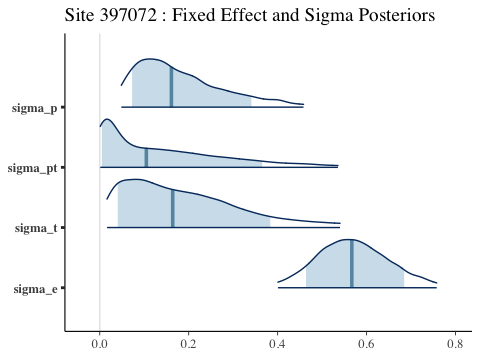 Site 397072 : Fixed Effect and Sigma Posteriors
sigma_p
sigma_pt
sigma_t
sigma_e
0.0 0.2 0.4 0.6 0.8